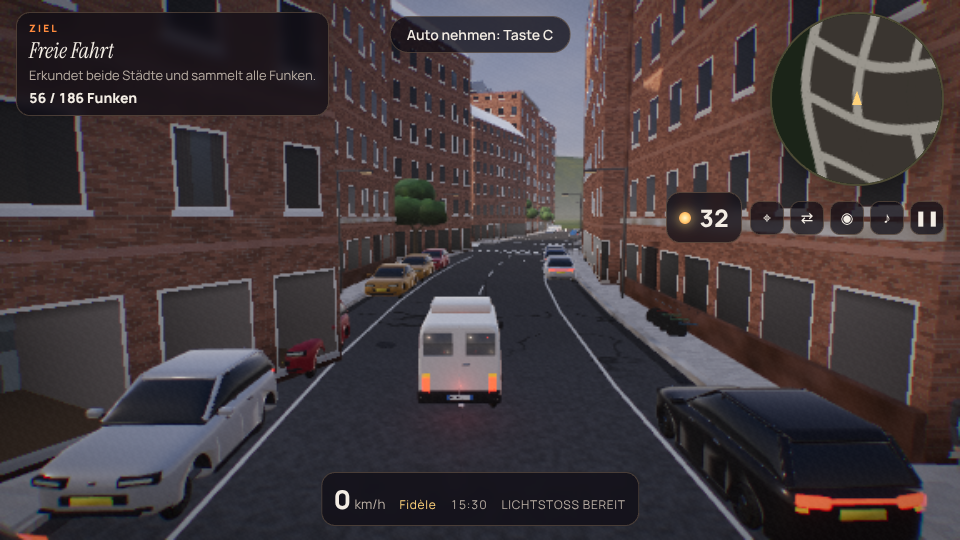 ZIEL
Freie Fahrt
Erkundet beide Städte und sammelt alle Funken.
56 / 186 Funken
Auto nehmen: Taste C
32
0 km/h Fidèle 15:30 LICHTSTOSS BEREIT